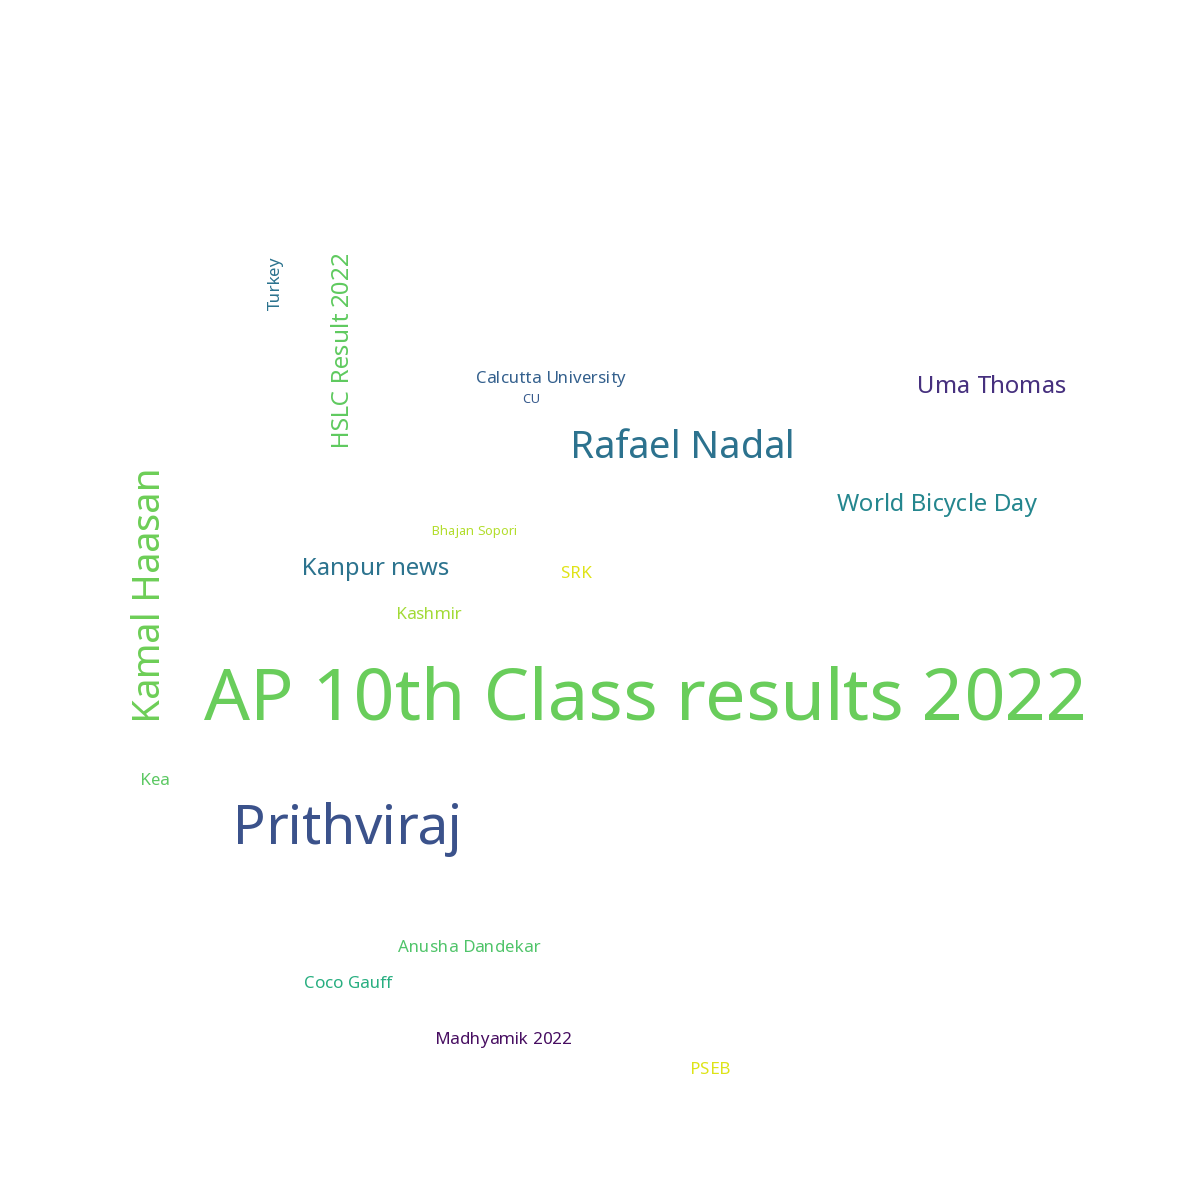 Turkey
HSLC Result 2022
Calcutta University
Uma Thomas
CU
Rafael Nadal
Kamal Haasan
World Bicycle Day
Bhajan Sopori
Kanpur news
SRK
Kashmir
AP 10th Class results 2022
Kea
Prithviraj
Anusha Dandekar
Coco Gauff
Madhyamik 2022
PSEB